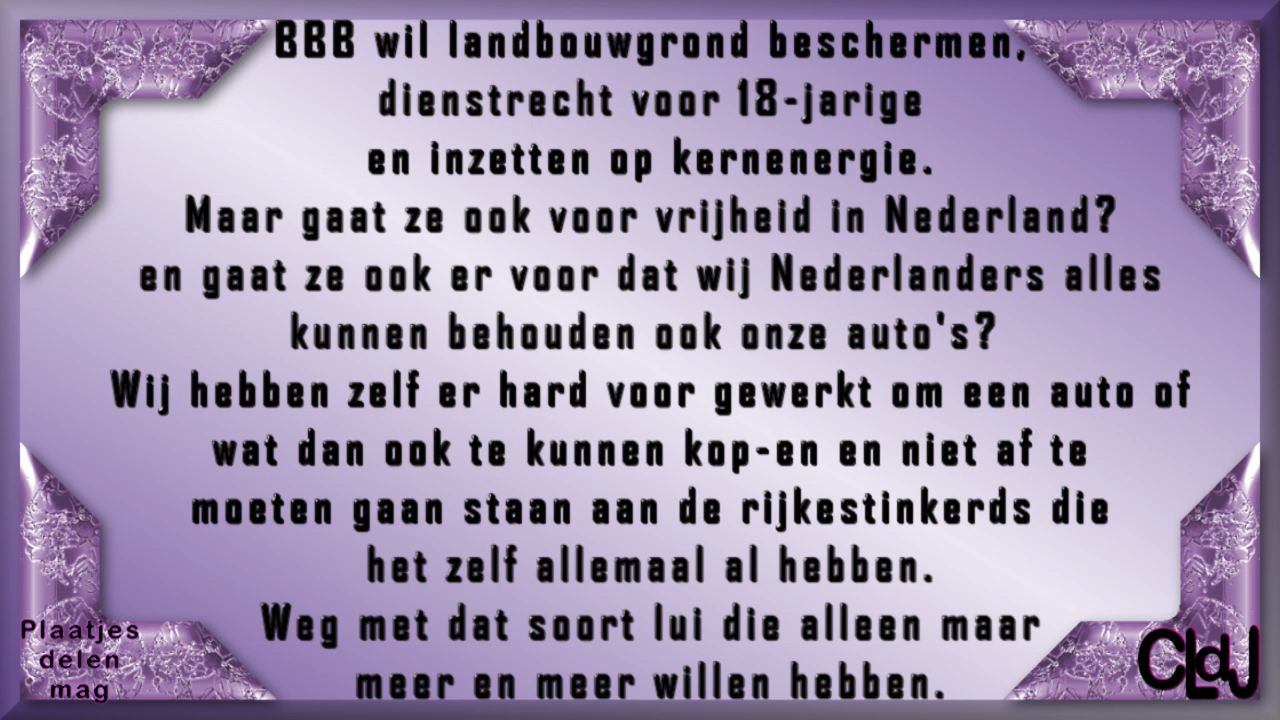 BBB wil landbouwgrond beschermen,
dienstrecht voor 18-jarige
en inzetten op kernenergie.
Maar gaat ze ook voor vrijheid in Nederland?
en gaat ze ook er voor dat wij Nederlanders alles
kunnen behouden ook onze auto's?
Wij hebben zelf er hard voor gewerkt om een auto of
wat dan ook te kunnen kop-en en niet af te
moeten gaan staan aan de rijkestinkerds die
het zelf allemaal al hebben.
Weg met dat soort lui die alleen maar
meer en meer willen hebben.
Plaatjes
delen
mag
CLdJ